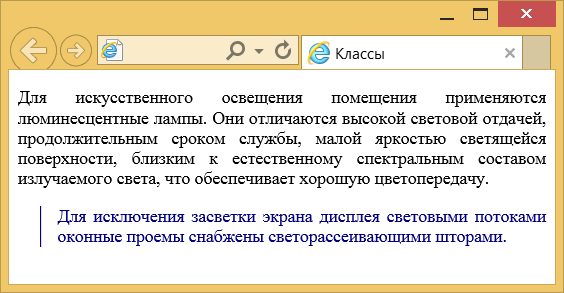 Классы
Для искусственного освещения помещения применяются
люминесцентные лампы. Они отличаются высокой световой отдачей,
продолжительным сроком службы, малой яркостью светящейся
поверхности, близким к естественному спектральным составом
излучаемого света, что обеспечивает хорошую цветопередачу.
Для исключения засветки экрана дисплея световыми потоками
оконные проемы снабжены светорассеивающими шторами.